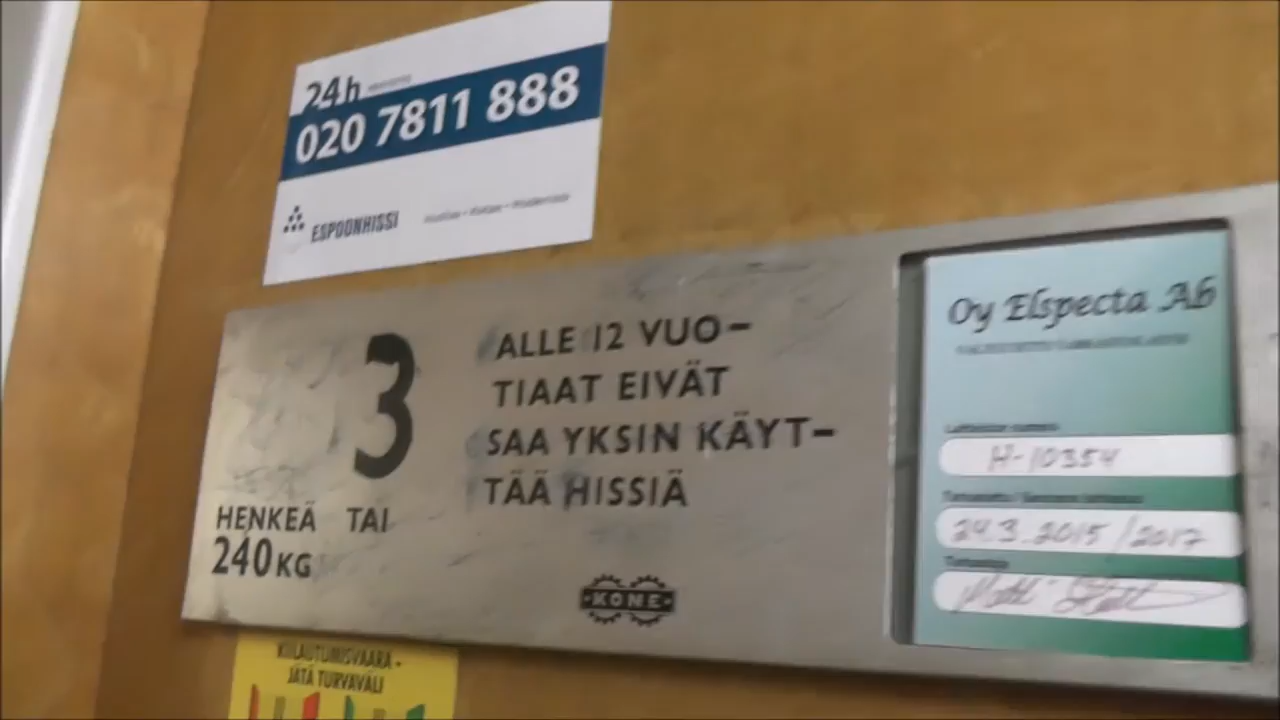 24h
020 7811 888
ESPOONHISSI
3
HENKEÄ TAI
240 KG
ALLE 12 VUO-
TIAAT EIVÄT
SAA YKSIN KÄYT-
TÄÄ HISSIÄ
KONE
Oy Elspecta Ab
H-10354
24.3.2015 / 2017
KIILAUTUMISVAARA -
JÄTÄ TURVAVÄLI